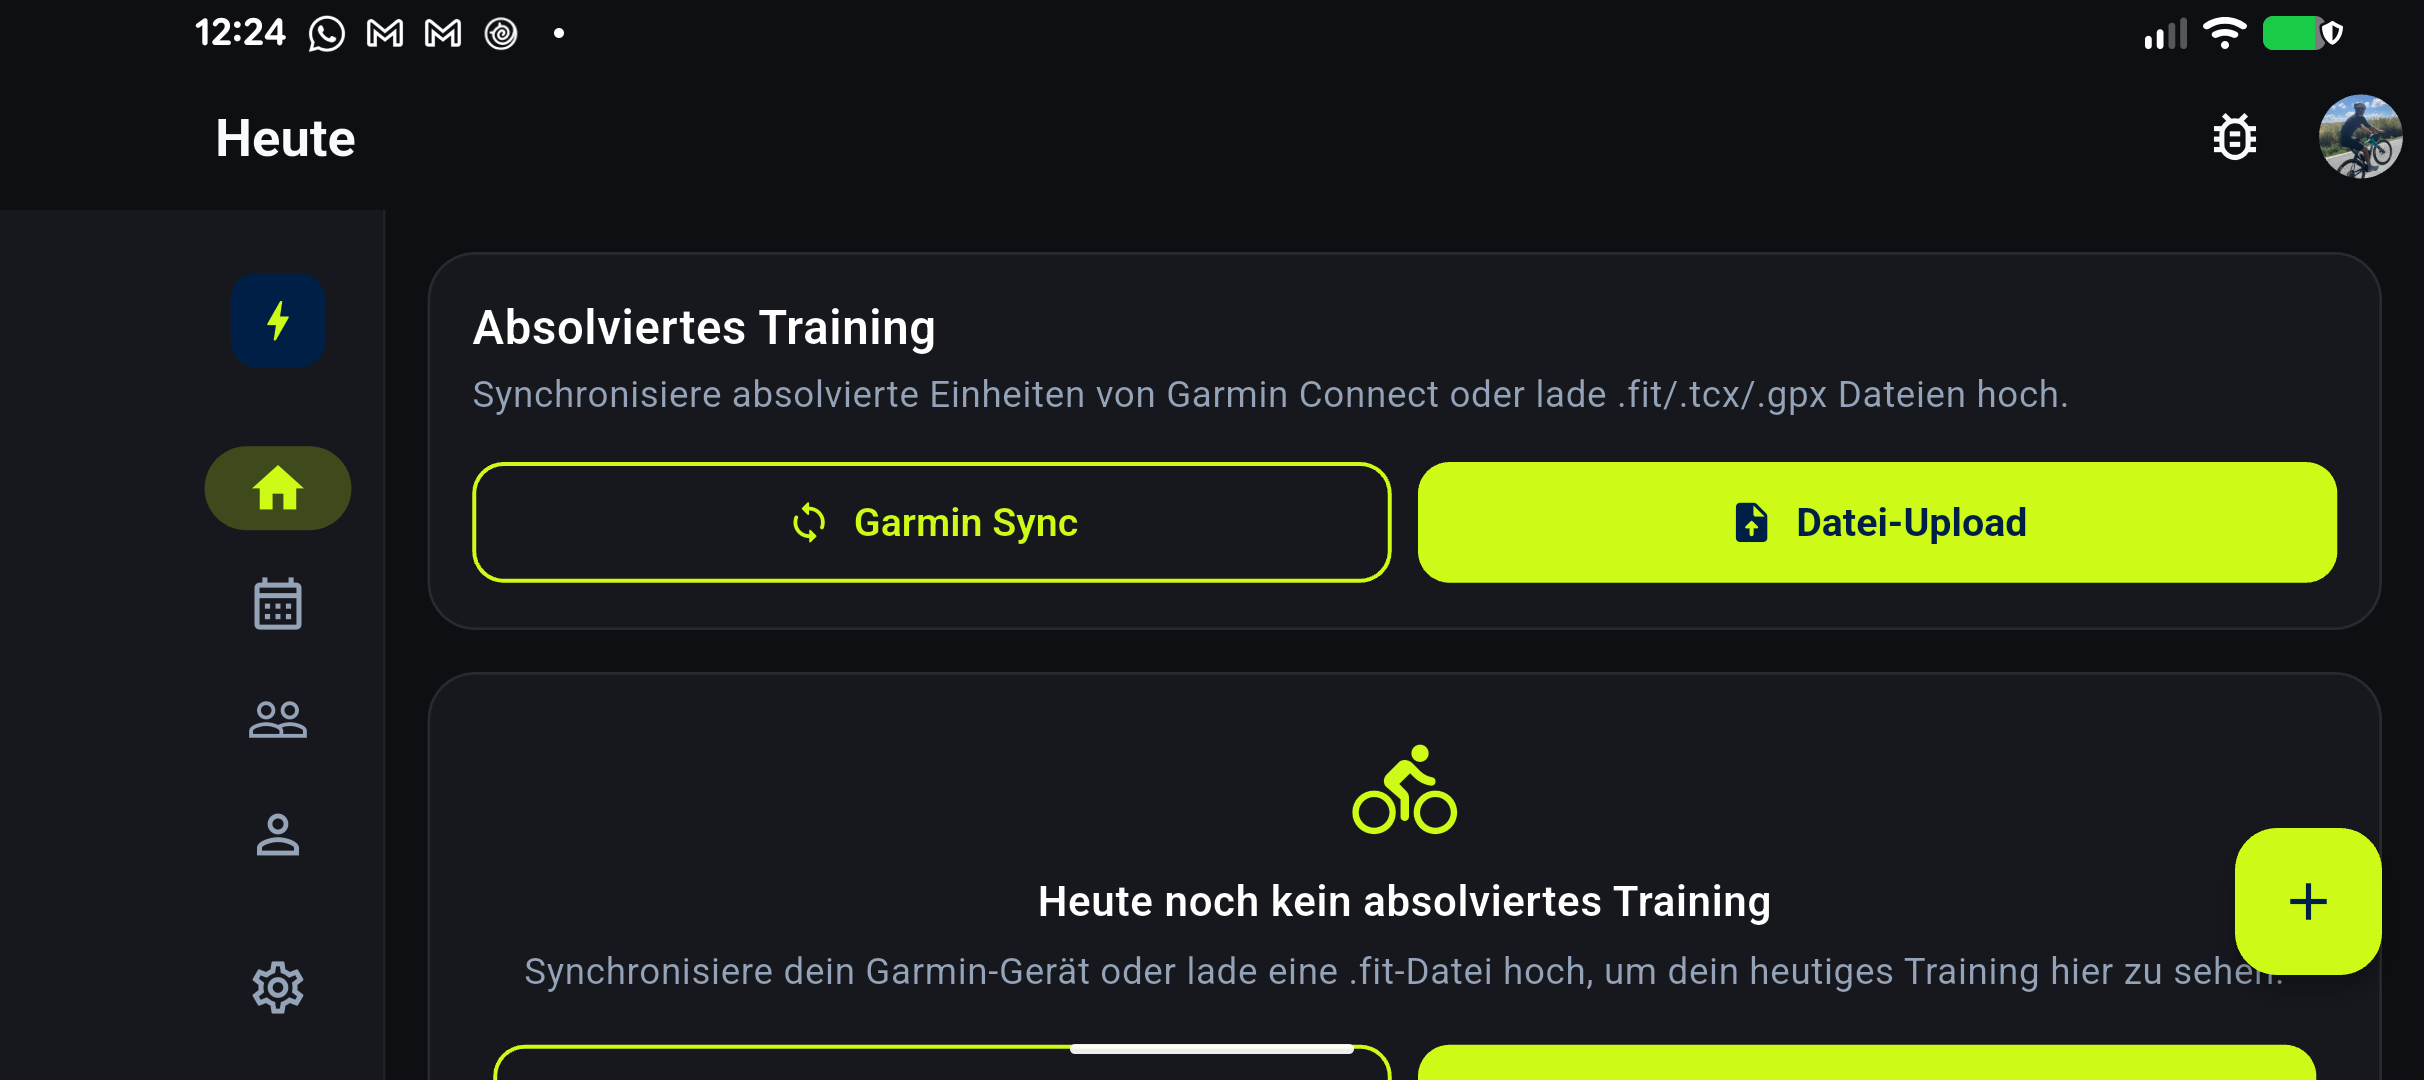 12:24
Heute
Absolviertes Training
Synchronisiere absolvierte Einheiten von Garmin Connect oder lade .fit/.tcx/.gpx Dateien hoch.
Garmin Sync
Datei-Upload
Heute noch kein absolviertes Training
Synchronisiere dein Garmin-Gerät oder lade eine .fit-Datei hoch, um dein heutiges Training hier zu sehen.